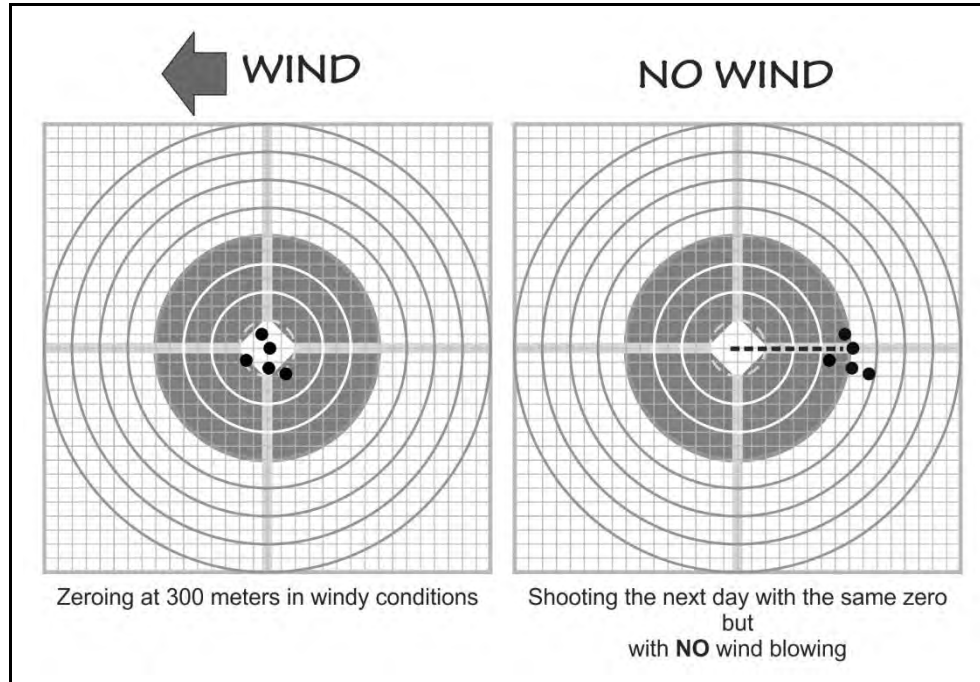 WIND
NO WIND
Zeroing at 300 meters in windy conditions
Shooting the next day with the same zero
but
with NO wind blowing